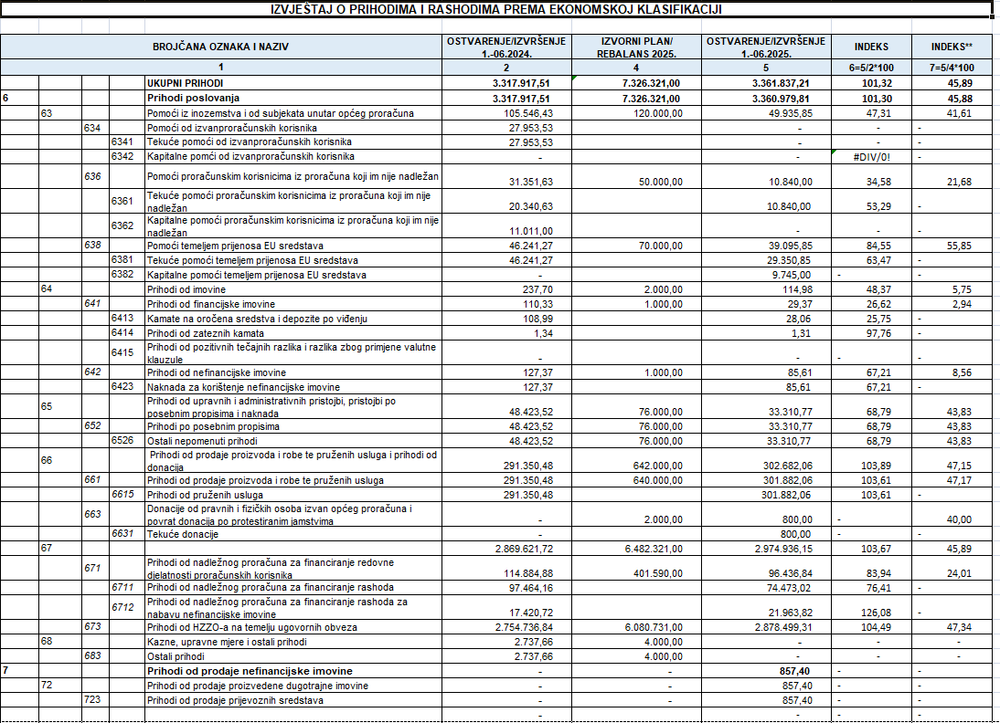 IZVJEŠTAJ O PRIHODIMA I RASHODIMA PREMA EKONOMSKOJ KLASIFIKACIJI
BROJČANA OZNAKA I NAZIV OSTVARENJE/IZVRŠENJE 1.-06.2024. IZVORNI PLAN/ REBALANS 2025. OSTVARENJE/IZVRŠENJE 1.-06.2025. INDEKS INDEKS**
1 2 4 5 6=5/2*100 7=5/4*100
UKUPNI PRIHODI 3.317.917,51 7.326.321,00 3.361.837,21 101,32 45,89
6 Prihodi poslovanja 3.317.917,51 7.326.321,00 3.360.979,81 101,30 45,88
63 Pomoći iz inozemstva i od subjekata unutar općeg proračuna 105.546,43 120.000,00 49.935,85 47,31 41,61
634 Pomoći od izvanproračunskih korisnika 27.953,53 - - -
6341 Tekuće pomoći od izvanproračunskih korisnika 27.953,53 - - -
6342 Kapitalne pomći od izvanproračunskih korisnika - - #DIV/0! -
636 Pomoći proračunskim korisnicima iz proračuna koji im nije nadležan 31.351,63 50.000,00 10.840,00 34,58 21,68
6361 Tekuće pomoći proračunskim korisnicima iz proračuna koji im nije
nadležan 20.340,63 10.840,00 53,29 -
6362 Kapitalne pomoći proračunskim korisnicima iz proračuna koji im nije
nadležan 11.011,00 - - -
638 Pomoći temeljem prijenosa EU sredstava 46.241,27 70.000,00 39.095,85 84,55 55,85
6381 Tekuće pomoći temeljem prijenosa EU sredstava 46.241,27 29.350,85 63,47 -
6382 Kapitalne pomoći temeljem prijenosa EU sredstava - 9.745,00 - -
64 Prihodi od imovine 237,70 2.000,00 114,98 48,37 5,75
641 Prihodi od financijske imovine 110,33 1.000,00 29,37 26,62 2,94
6413 Kamate na oročena sredstva i depozite po viđenju 108,99 28,06 25,75 -
6414 Prihodi od zateznih kamata 1,34 1,31 97,76 -
6415 Prihodi od pozitivnih tečajnih razlika i razlika zbog primjene valutne
klauzule - - - -
642 Prihodi od nefinancijske imovine 127,37 1.000,00 85,61 67,21 8,56
6423 Naknada za korištenje nefinancijske imovine 127,37 85,61 67,21 -
65 Prihodi od upravnih i administrativnih pristojbi, pristojbi po
posebnim propisima i naknada 48.423,52 76.000,00 33.310,77 68,79 43,83
652 Prihodi po posebnim propisima 48.423,52 76.000,00 33.310,77 68,79 43,83
6526 Ostali nepomenuti prihodi 48.423,52 76.000,00 33.310,77 68,79 43,83
66 Prihodi od prodaje proizvoda i robe te pruženih usluga i prihodi od
donacija 291.350,48 642.000,00 302.682,06 103,89 47,15
661 Prihodi od prodaje proizvoda i robe te pruženih usluga 291.350,48 640.000,00 301.882,06 103,61 47,17
6615 Prihodi od pruženih usluga 291.350,48 301.882,06 103,61 -
663 Donacije od pravnih i fizičkih osoba izvan općeg proračuna i
povrat donacija po protestiranim jamstvima - 2.000,00 800,00 - 40,00
6631 Tekuće donacije - 800,00 - -
67 2.869.621,72 6.482.321,00 2.974.936,15 103,67 45,89
671 Prihodi od nadležnog proračuna za financiranje redovne
djelatnosti proračunskih korisnika 114.884,88 401.590,00 96.436,84 83,94 24,01
6711 Prihodi od nadležnog proračuna za financiranje rashoda 97.464,16 74.473,02 76,41 -
6712 Prihodi od nadležnog proračuna za financiranje rashoda za
nabavu nefinancijske imovine 17.420,72 21.963,82 126,08 -
673 Prihodi od HZZO-a na temelju ugovornih obveza 2.754.736,84 6.080.731,00 2.878.499,31 104,49 47,34
68 Kazne, upravne mjere i ostali prihodi 2.737,66 4.000,00 - - -
683 Ostali prihodi 2.737,66 4.000,00 - - -
7 Prihodi od prodaje nefinancijske imovine - - 857,40 - -
72 Prihodi od prodaje proizvedene dugotrajne imovine - - 857,40 - -
723 Prihodi od prodaje prijevoznih sredstava - - 857,40 - -
- - - -